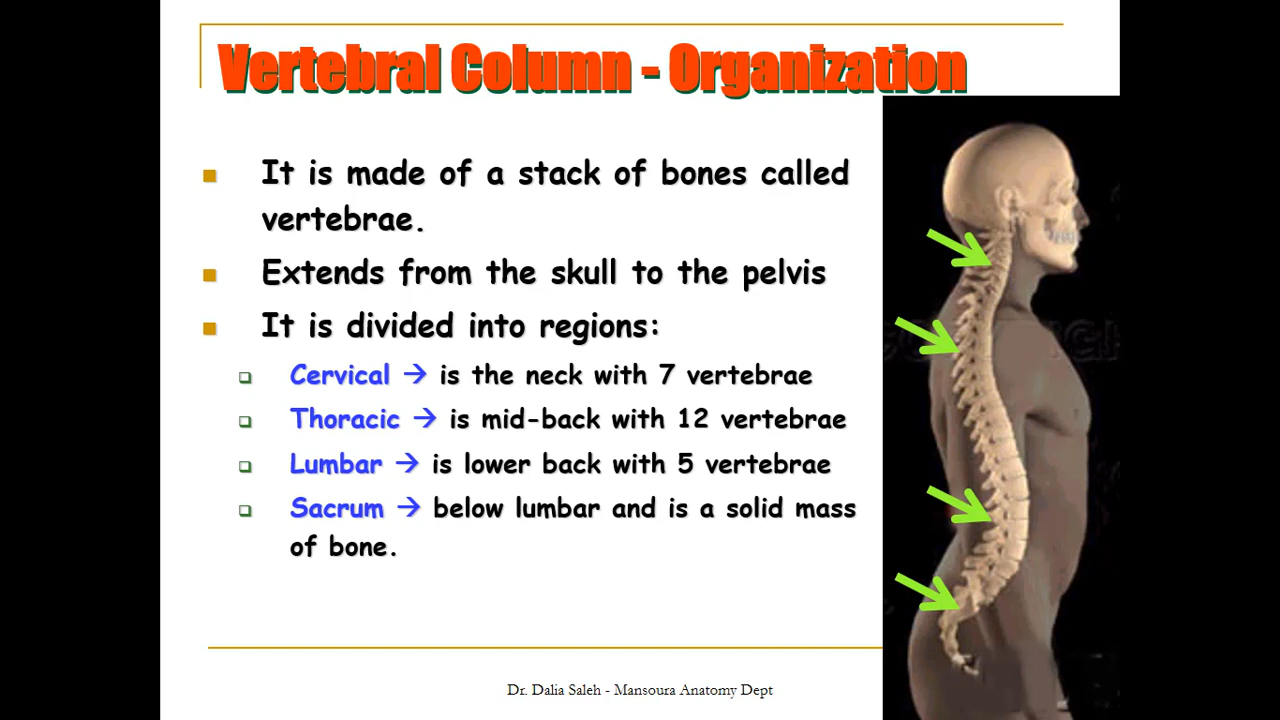 Vertebral Column - Organization
It is made of a stack of bones called
vertebrae.
Extends from the skull to the pelvis
It is divided into regions:
Cervical → is the neck with 7 vertebrae
Thoracic → is mid-back with 12 vertebrae
Lumbar → is lower back with 5 vertebrae
Sacrum → below lumbar and is a solid mass
of bone.
Dr. Dalia Saleh - Mansoura Anatomy Dept